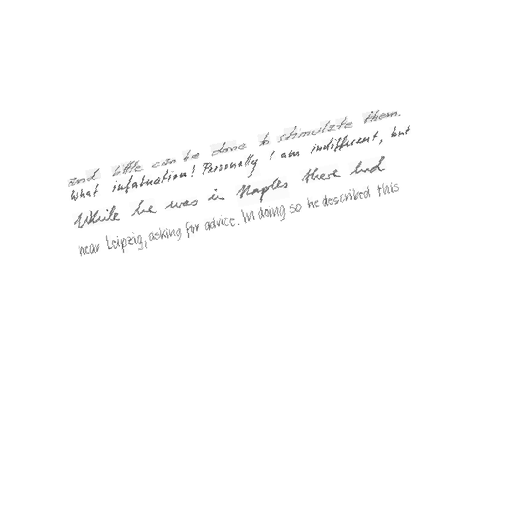 and little can be done to stimulate them.
What infatuation! Personally I am indifferent, but
While he was in Naples there had
near Leipzig, asking for advice. In doing so he described this